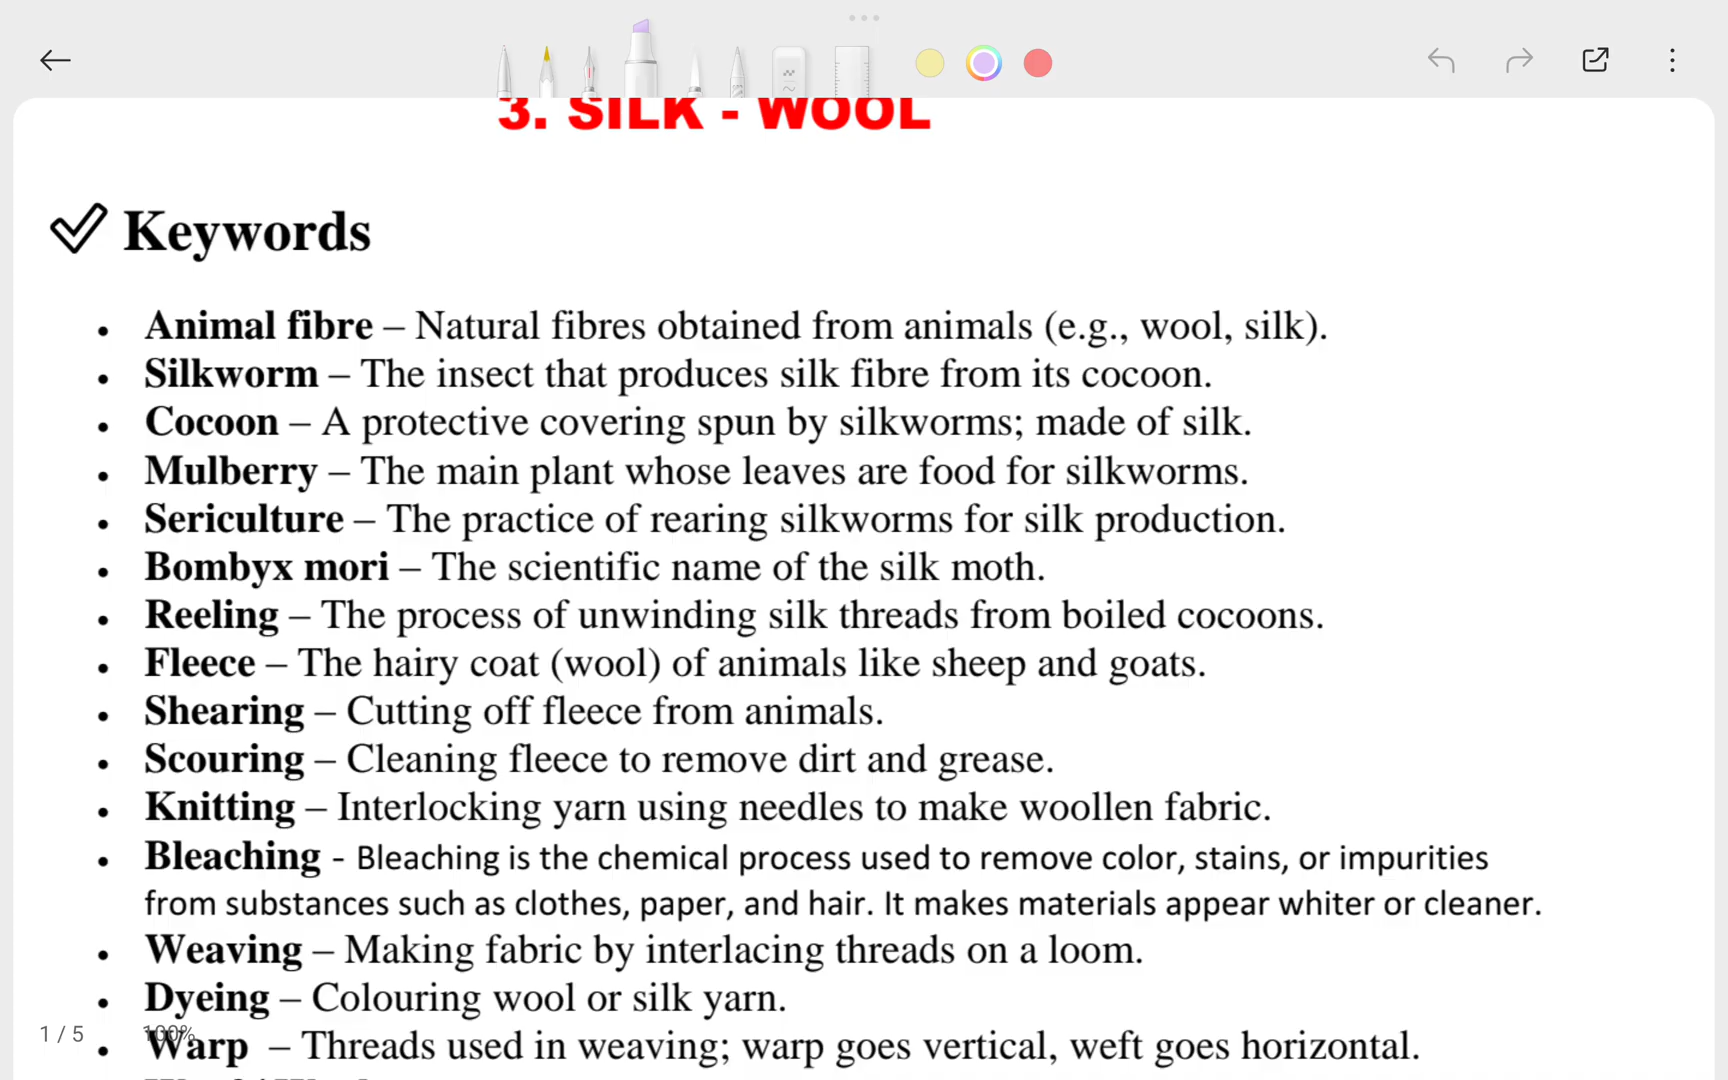 3. SILK - WOOL
Keywords
• Animal fibre – Natural fibres obtained from animals (e.g., wool, silk).
• Silkworm – The insect that produces silk fibre from its cocoon.
• Cocoon – A protective covering spun by silkworms; made of silk.
• Mulberry – The main plant whose leaves are food for silkworms.
• Sericulture – The practice of rearing silkworms for silk production.
• Bombyx mori – The scientific name of the silk moth.
• Reeling – The process of unwinding silk threads from boiled cocoons.
• Fleece – The hairy coat (wool) of animals like sheep and goats.
• Shearing – Cutting off fleece from animals.
• Scouring – Cleaning fleece to remove dirt and grease.
• Knitting – Interlocking yarn using needles to make woollen fabric.
• Bleaching - Bleaching is the chemical process used to remove color, stains, or impurities
from substances such as clothes, paper, and hair. It makes materials appear whiter or cleaner.
• Weaving – Making fabric by interlacing threads on a loom.
• Dyeing – Colouring wool or silk yarn.
1 / 5 100%
• Warp – Threads used in weaving; warp goes vertical, weft goes horizontal.